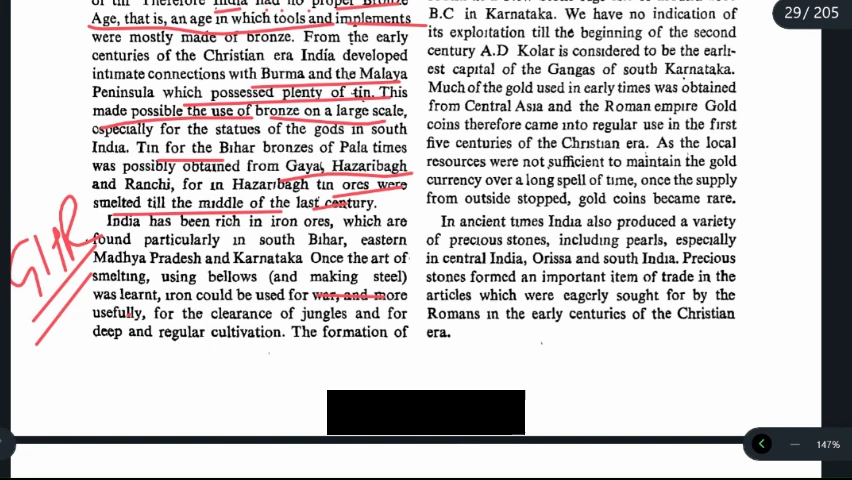 of tin Therefore India had no proper Bronze
Age, that is, an age in which tools and implements
were mostly made of bronze. From the early
centuries of the Christian era India developed
intimate connections with Burma and the Malaya
Peninsula which possessed plenty of tin. This
made possible the use of bronze on a large scale,
especially for the statues of the gods in south
India. Tin for the Bihar bronzes of Pala times
was possibly obtained from Gaya, Hazaribagh
and Ranchi, for in Hazaribagh tin ores were
smelted till the middle of the last century.
India has been rich in iron ores, which are
found particularly in south Bihar, eastern
Madhya Pradesh and Karnataka Once the art of
smelting, using bellows (and making steel)
was learnt, iron could be used for war, and more
usefully, for the clearance of jungles and for
deep and regular cultivation. The formation of
B.C in Karnataka. We have no indication of
its exploitation till the beginning of the second
century A.D Kolar is considered to be the earli-
est capital of the Gangas of south Karnataka.
Much of the gold used in early times was obtained
from Central Asia and the Roman empire Gold
coins therefore came into regular use in the first
five centuries of the Christian era. As the local
resources were not sufficient to maintain the gold
currency over a long spell of time, once the supply
from outside stopped, gold coins became rare.
In ancient times India also produced a variety
of precious stones, including pearls, especially
in central India, Orissa and south India. Precious
stones formed an important item of trade in the
articles which were eagerly sought for by the
Romans in the early centuries of the Christian
era.
29 / 205
147%